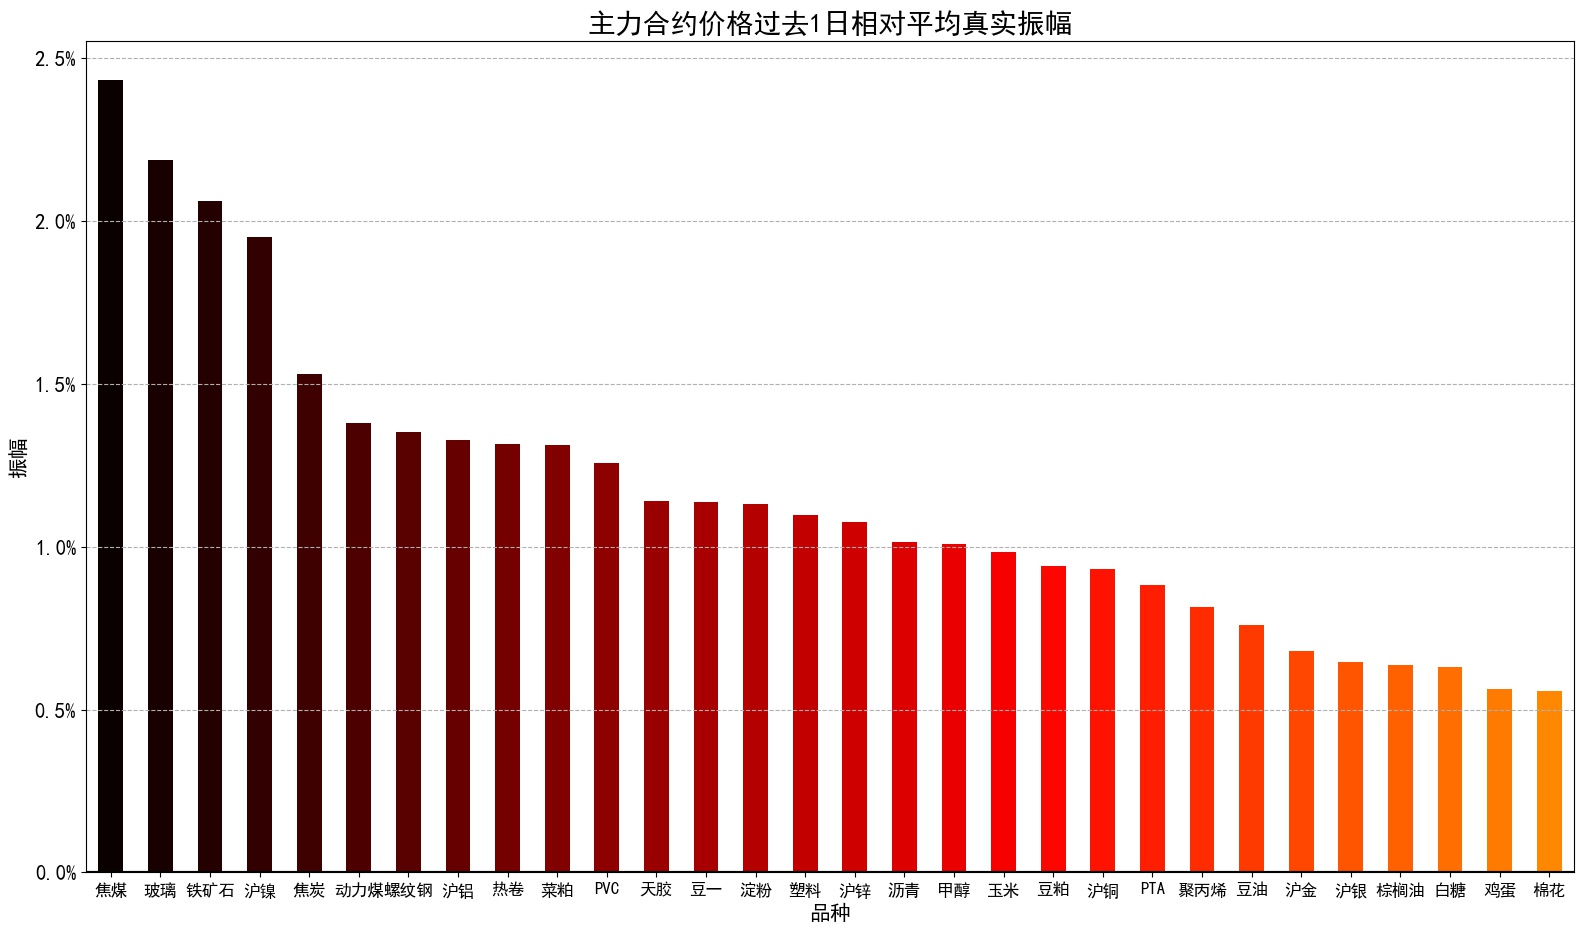 主力合约价格过去1日相对平均真实振幅
2.5%
2.0%
1.5%
1.0%
0.5%
0.0%
振幅
焦煤 玻璃 铁矿石 沪镍 焦炭 动力煤 螺纹钢 沪铝 热卷 菜粕 PVC 天胶 豆一 淀粉 塑料 沪锌 沥青 甲醇 玉米 豆粕 沪铜 PTA 聚丙烯 豆油 沪金 沪银 棕榈油 白糖 鸡蛋 棉花
品种